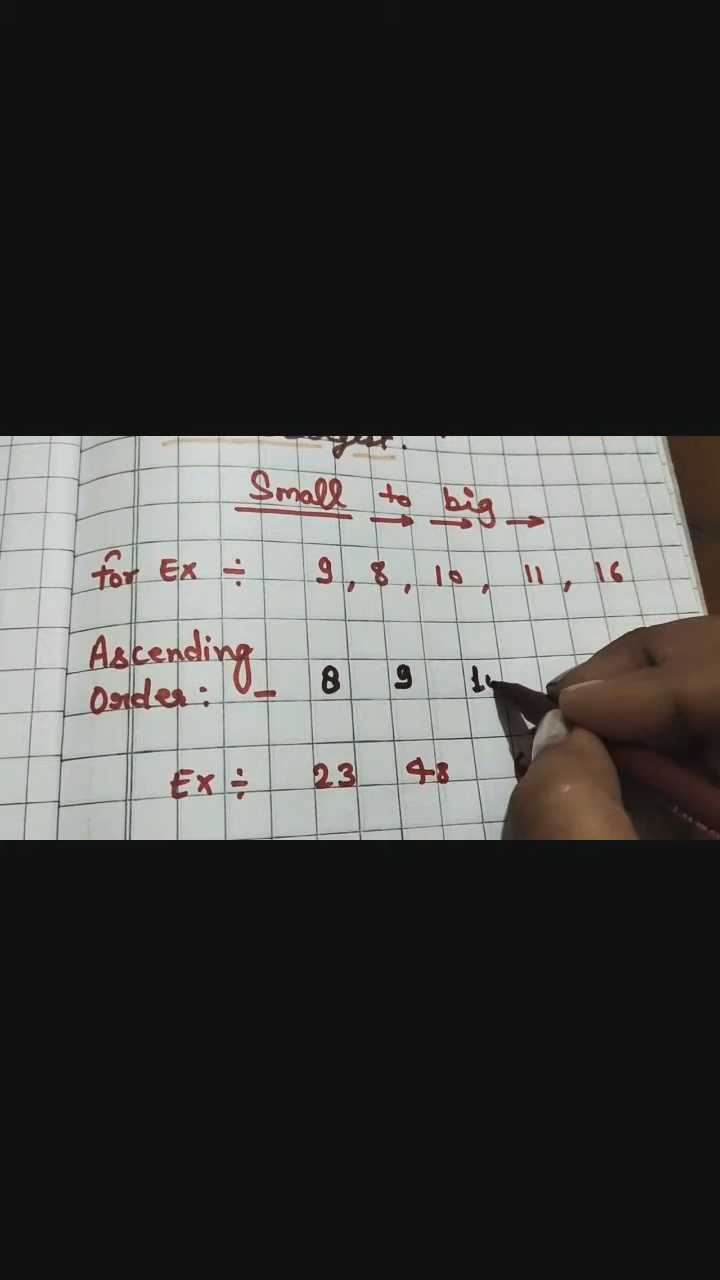 Small to big
for Ex ÷ 9, 8, 10, 11, 16
Ascending
Order: - 8 9
Ex ÷ 23 48